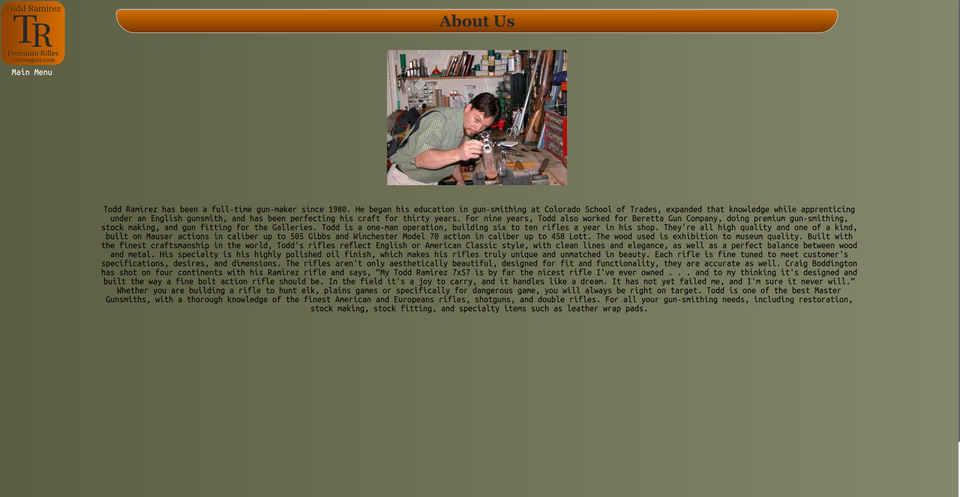 Todd Ramirez
TR
Premium Rifles
Main Menu
About Us
Todd Ramirez has been a full-time gun-maker since 1980. He began his education in gun-smithing at Colorado School of Trades, expanded that knowledge while apprenticing
under an English gunsmith, and has been perfecting his craft for thirty years. For nine years, Todd also worked for Beretta Gun Company, doing premium gun-smithing,
stock making, and gun fitting for the Galleries. Todd is a one-man operation, building six to ten rifles a year in his shop. They're all high quality and one of a kind,
built on Mauser actions in caliber up to 505 Gibbs and Winchester Model 70 action in caliber up to 458 Lott. The wood used is exhibition to museum quality. Built with
the finest craftsmanship in the world, Todd's rifles reflect English or American Classic style, with clean lines and elegance, as well as a perfect balance between wood
and metal. His specialty is his highly polished oil finish, which makes his rifles truly unique and unmatched in beauty. Each rifle is fine tuned to meet customer's
specifications, desires, and dimensions. The rifles aren't only aesthetically beautiful, designed for fit and functionality, they are accurate as well. Craig Boddington
has shot on four continents with his Ramirez rifle and says, "My Todd Ramirez 7x57 is by far the nicest rifle I've ever owned . . . and to my thinking it's designed and
built the way a fine bolt action rifle should be. In the field it's a joy to carry, and it handles like a dream. It has not yet failed me, and I'm sure it never will."
Whether you are building a rifle to hunt elk, plains games or specifically for dangerous game, you will always be right on target. Todd is one of the best Master
Gunsmiths, with a thorough knowledge of the finest American and Europeans rifles, shotguns, and double rifles. For all your gun-smithing needs, including restoration,
stock making, stock fitting, and specialty items such as leather wrap pads.